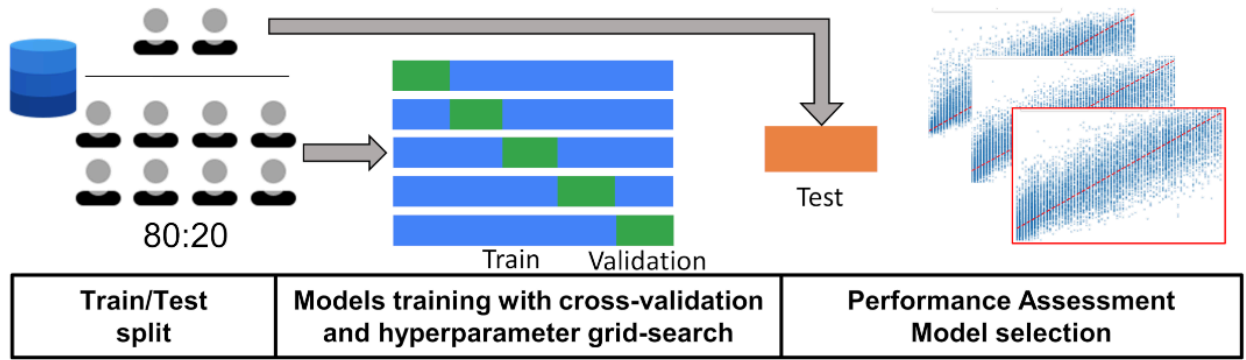 80:20
Train
Validation
Test
Train/Test
split
Models training with cross-validation
and hyperparameter grid-search
Performance Assessment
Model selection